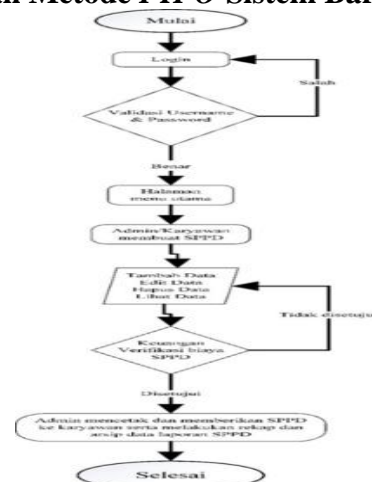 Mulai
Login
Salah
Validasi Username
& Password
Benar
Halaman
menu utama
Admin/Karyawan
membuat SPPD
Tambah Data
Edit Data
Hapus Data
Lihat Data
Tidak disetujui
Keuangan
Verifikasi biaya
SPPD
Disetujui
Admin mencetak dan memberikan SPPD
ke karyawan serta melakukan rekap dan
arsip data laporan SPPD
Selesai